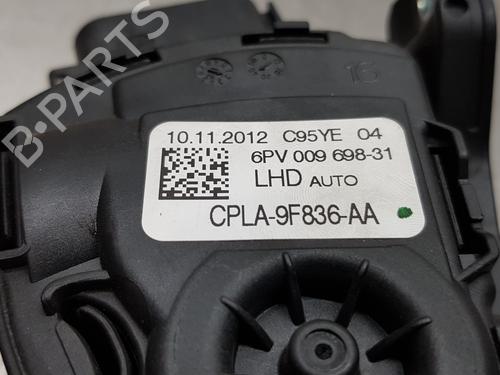 B-PARTS
16
10.11.2012 C95YE 04
6PV 009 698-31
LHD AUTO
CPLA-9F836-AA